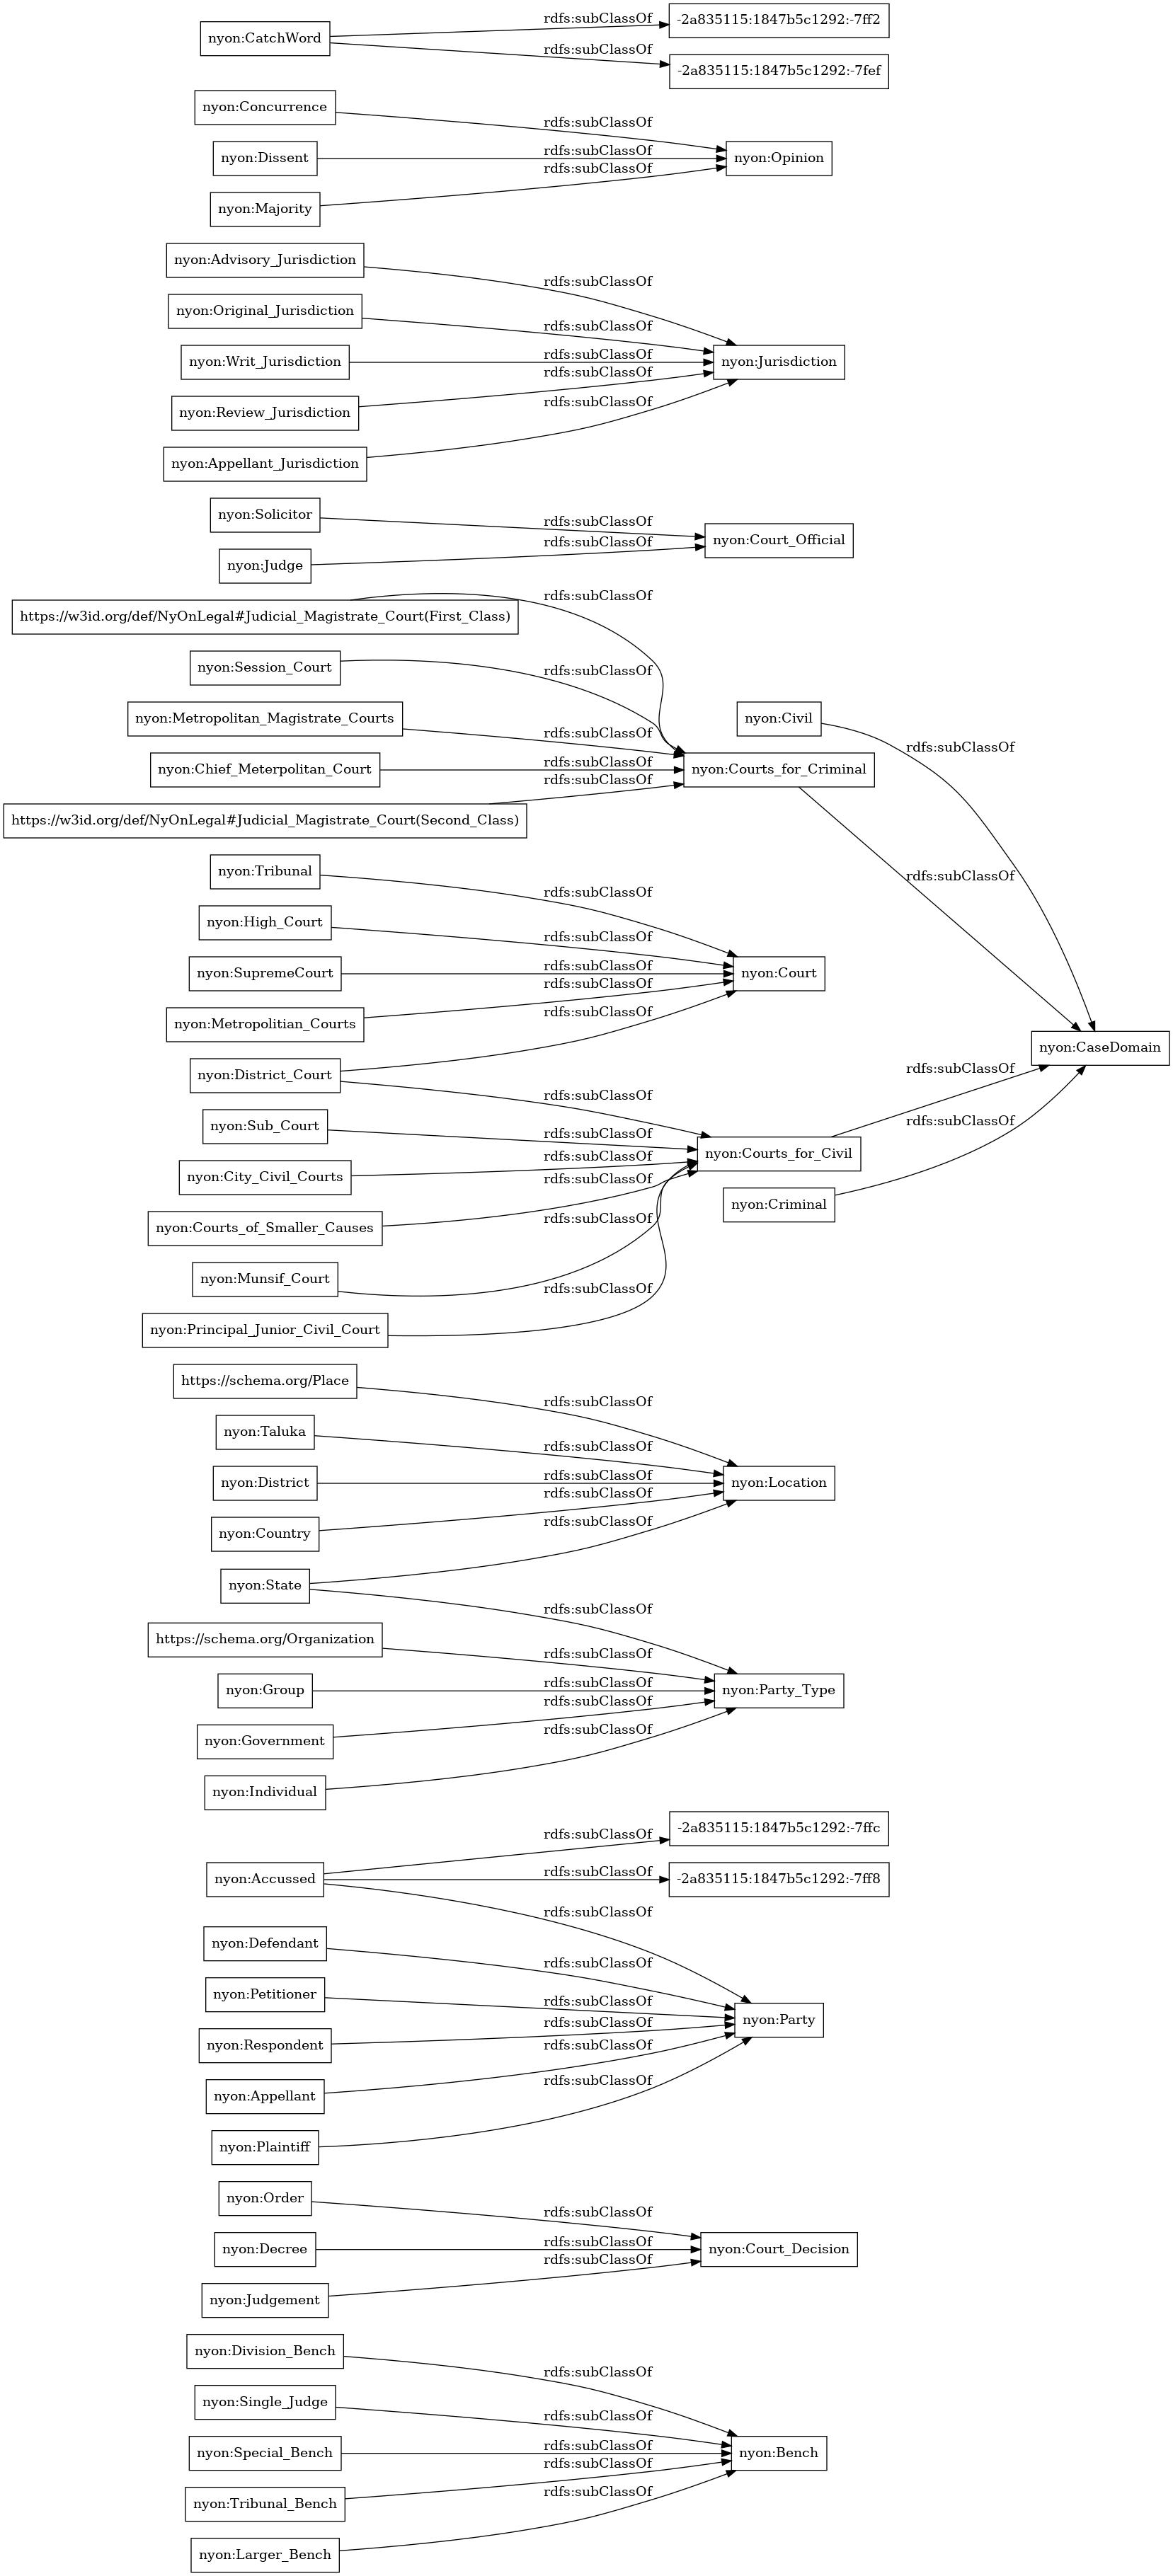 nyon:CatchWord
rdfs:subClassOf
-2a835115:1847b5c1292:-7ff2
rdfs:subClassOf
-2a835115:1847b5c1292:-7fef
nyon:Concurrence
rdfs:subClassOf
nyon:Dissent
rdfs:subClassOf
nyon:Opinion
rdfs:subClassOf
nyon:Majority
nyon:Advisory_Jurisdiction
rdfs:subClassOf
nyon:Original_Jurisdiction
rdfs:subClassOf
nyon:Writ_Jurisdiction
rdfs:subClassOf
nyon:Jurisdiction
rdfs:subClassOf
nyon:Review_Jurisdiction
rdfs:subClassOf
nyon:Appellant_Jurisdiction
nyon:Solicitor
rdfs:subClassOf
nyon:Court_Official
rdfs:subClassOf
nyon:Judge
rdfs:subClassOf
https://w3id.org/def/NyOnLegal#Judicial_Magistrate_Court(First_Class)
nyon:Session_Court
rdfs:subClassOf
nyon:Metropolitan_Magistrate_Courts
rdfs:subClassOf
nyon:Civil
rdfs:subClassOf
nyon:Chief_Meterpolitan_Court
rdfs:subClassOf
nyon:Courts_for_Criminal
rdfs:subClassOf
https://w3id.org/def/NyOnLegal#Judicial_Magistrate_Court(Second_Class)
nyon:Tribunal
rdfs:subClassOf
rdfs:subClassOf
nyon:High_Court
rdfs:subClassOf
nyon:SupremeCourt
rdfs:subClassOf
nyon:Court
rdfs:subClassOf
nyon:Metropolitian_Courts
rdfs:subClassOf
nyon:CaseDomain
nyon:District_Court
rdfs:subClassOf
rdfs:subClassOf
nyon:Sub_Court
rdfs:subClassOf
rdfs:subClassOf
nyon:Courts_for_Civil
nyon:City_Civil_Courts
rdfs:subClassOf
rdfs:subClassOf
nyon:Criminal
nyon:Courts_of_Smaller_Causes
rdfs:subClassOf
nyon:Munsif_Court
rdfs:subClassOf
nyon:Principal_Junior_Civil_Court
https://schema.org/Place
rdfs:subClassOf
nyon:Taluka
rdfs:subClassOf
nyon:District
rdfs:subClassOf
nyon:Location
rdfs:subClassOf
nyon:Country
rdfs:subClassOf
nyon:State
rdfs:subClassOf
https://schema.org/Organization
rdfs:subClassOf
nyon:Group
rdfs:subClassOf
nyon:Party_Type
rdfs:subClassOf
nyon:Government
rdfs:subClassOf
nyon:Individual
rdfs:subClassOf
-2a835115:1847b5c1292:-7ffc
nyon:Accussed
rdfs:subClassOf
-2a835115:1847b5c1292:-7ff8
rdfs:subClassOf
nyon:Defendant
rdfs:subClassOf
nyon:Petitioner
rdfs:subClassOf
nyon:Party
rdfs:subClassOf
nyon:Respondent
rdfs:subClassOf
nyon:Appellant
rdfs:subClassOf
nyon:Plaintiff
nyon:Order
rdfs:subClassOf
nyon:Decree
rdfs:subClassOf
nyon:Court_Decision
rdfs:subClassOf
nyon:Judgement
nyon:Division_Bench
rdfs:subClassOf
nyon:Single_Judge
rdfs:subClassOf
nyon:Special_Bench
rdfs:subClassOf
nyon:Bench
rdfs:subClassOf
nyon:Tribunal_Bench
rdfs:subClassOf
nyon:Larger_Bench